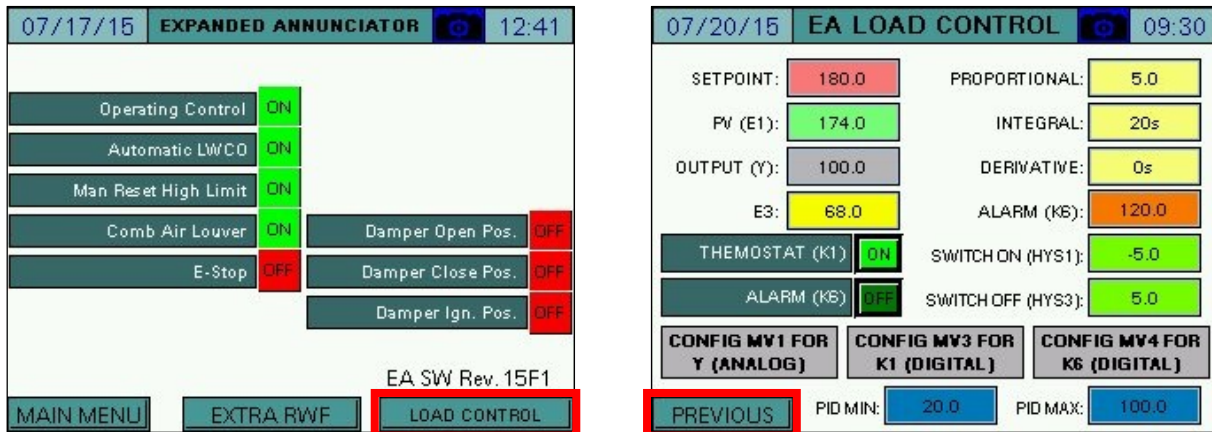 07/17/15 EXPANDED ANNUNCIATOR 12:41
Operating Control ON
Automatic LWCO ON
Man Reset High Limit ON
Comb Air Louver ON Damper Open Pos. OFF
E-Stop OFF Damper Close Pos. OFF
Damper Ign. Pos. OFF
EA SW Rev. 15F1
MAIN MENU EXTRA RWF LOAD CONTROL
07/20/15 EA LOAD CONTROL 09:30
SETPOINT: 180.0 PROPORTIONAL: 5.0
PV (E1): 174.0 INTEGRAL: 20s
OUTPUT (Y): 100.0 DERIVATIVE: 0s
E3: 68.0 ALARM (K6): 120.0
THEMOSTAT (K1) ON SWITCH ON (HYS1): -5.0
ALARM (K6) OFF SWITCH OFF (HYS3): 5.0
CONFIG MV1 FOR CONFIG MV3 FOR CONFIG MV4 FOR
Y (ANALOG) K1 (DIGITAL) K6 (DIGITAL)
PREVIOUS PID MIN: 20.0 PID MAX: 100.0